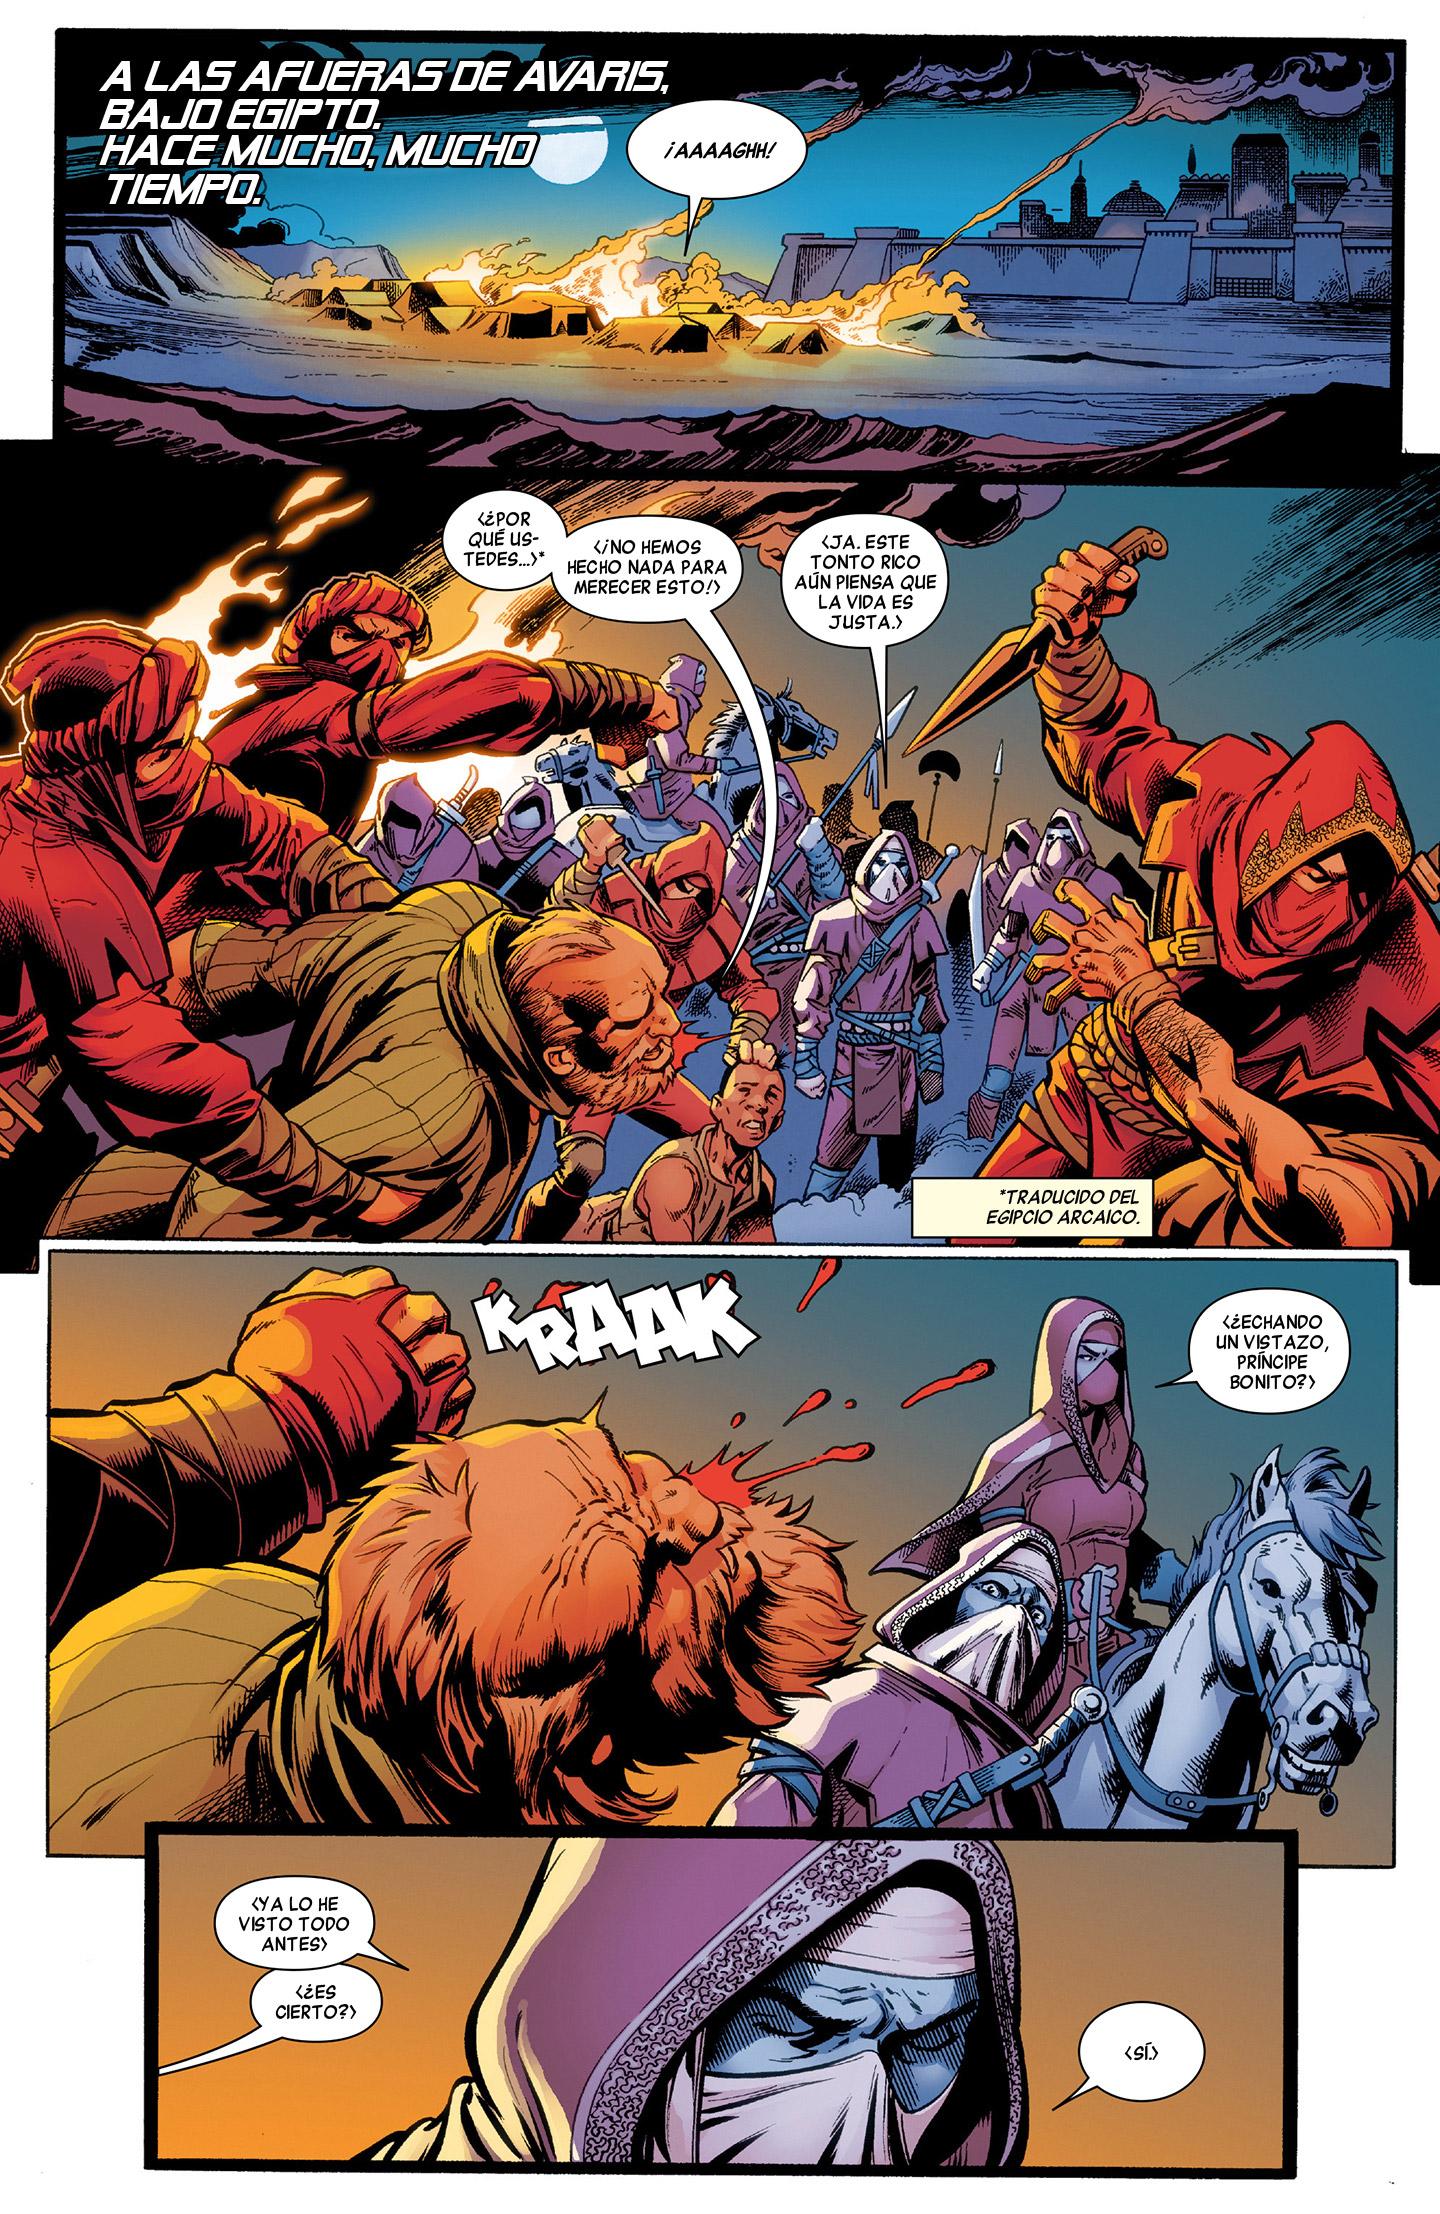 A LAS AFUERAS DE AVARIS,
BAJO EGIPTO.
HACE MUCHO, MUCHO
TIEMPO.
¡AAAAGHH!
<¿POR
QUÉ US-
TEDES...>*
<¡NO HEMOS
HECHO NADA PARA
MERECER ESTO!>
<JA. ESTE
TONTO RICO
AÚN PIENSA QUE
LA VIDA ES
JUSTA.>
*TRADUCIDO DEL
EGIPCIO ARCAICO.
KRAAK
<¿ECHANDO
UN VISTAZO,
PRÍNCIPE
BONITO?>
<YA LO HE
VISTO TODO
ANTES>
<¿ES
CIERTO?>
<SÍ.>